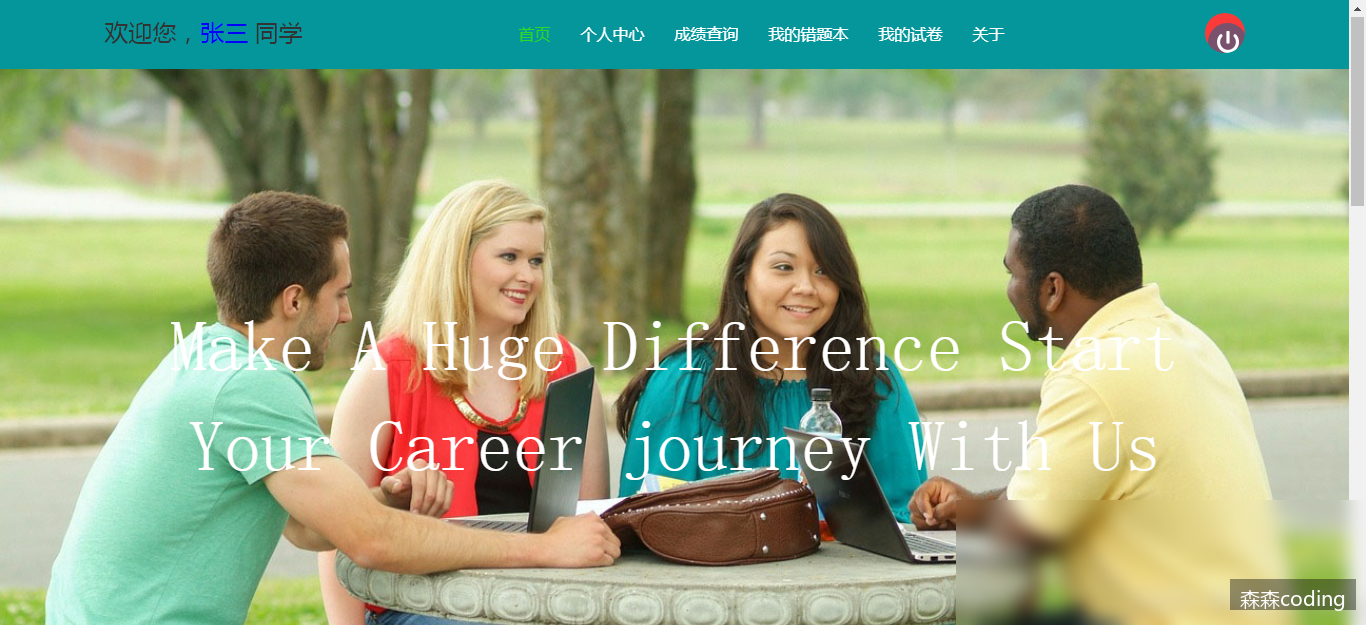 欢迎您，张三 同学
首页 个人中心 成绩查询 我的错题本 我的试卷 关于
Make A Huge Difference Start
Your Career journey With Us
森森coding